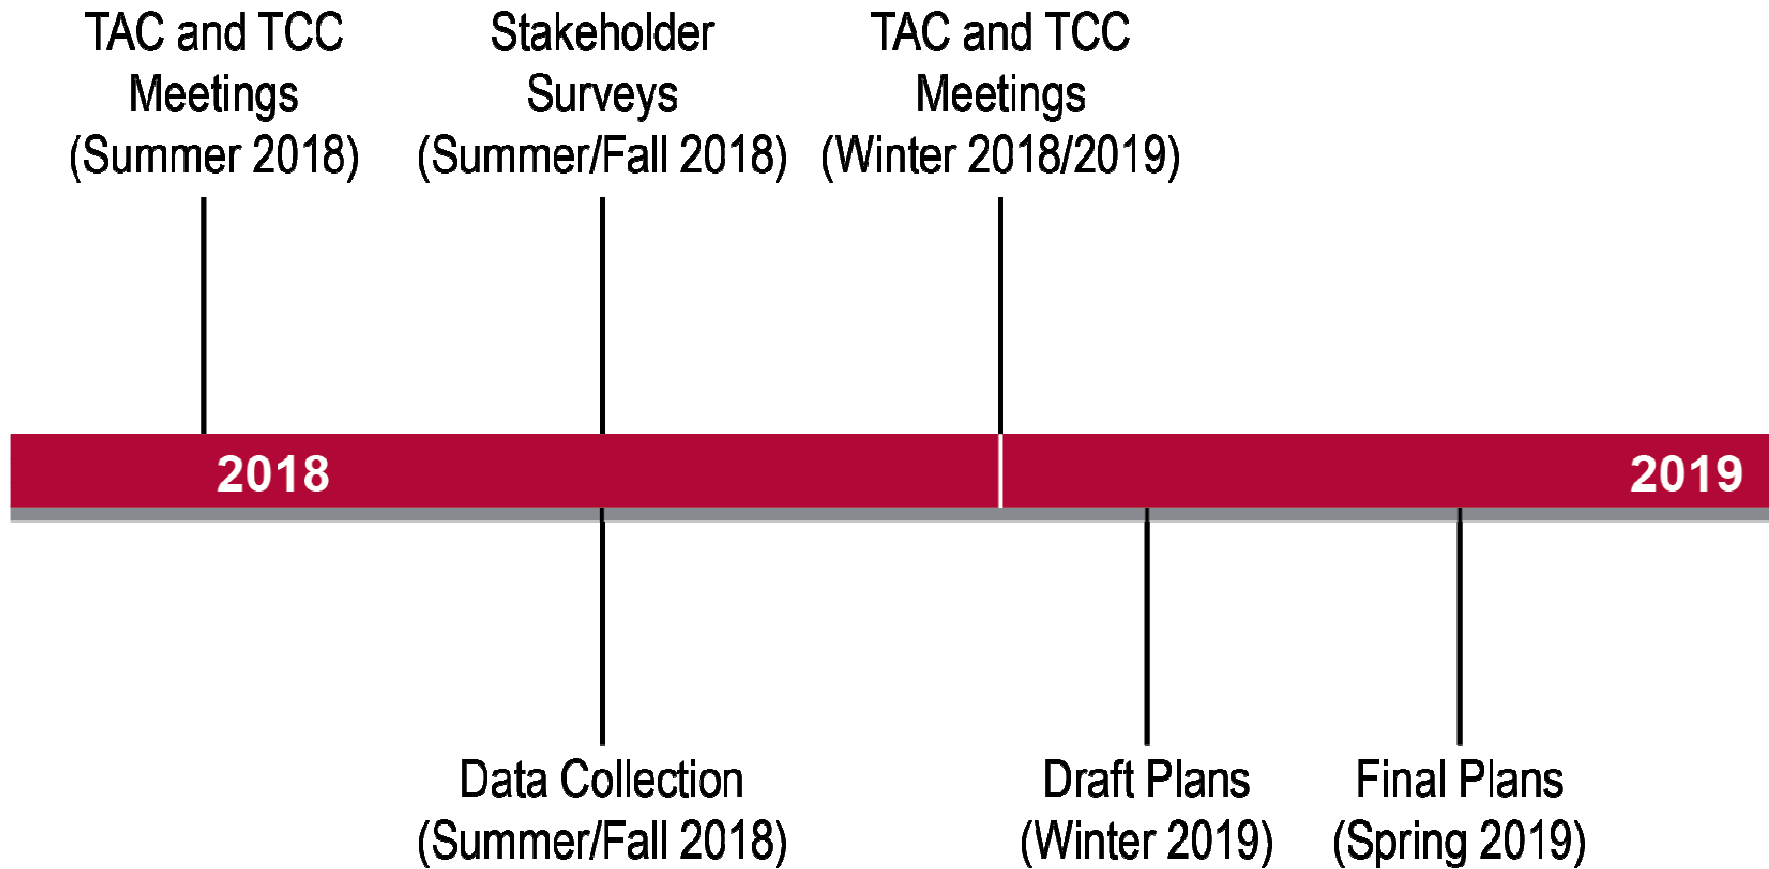 TAC and TCC
Meetings
(Summer 2018)
Stakeholder
Surveys
(Summer/Fall 2018)
TAC and TCC
Meetings
(Winter 2018/2019)
2018
2019
Data Collection
(Summer/Fall 2018)
Draft Plans
(Winter 2019)
Final Plans
(Spring 2019)